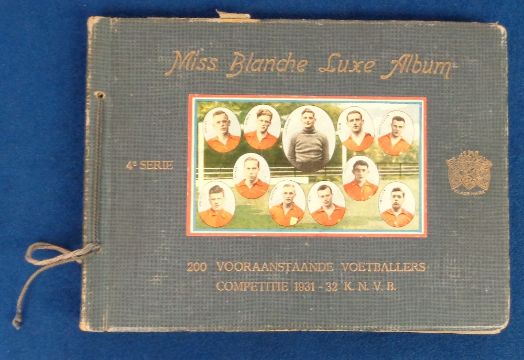 Miss Blanche Luxe Album
4e SERIE
200 VOORAANSTAANDE VOETBALLERS
COMPETITIE 1931-32 K. N. V. B.